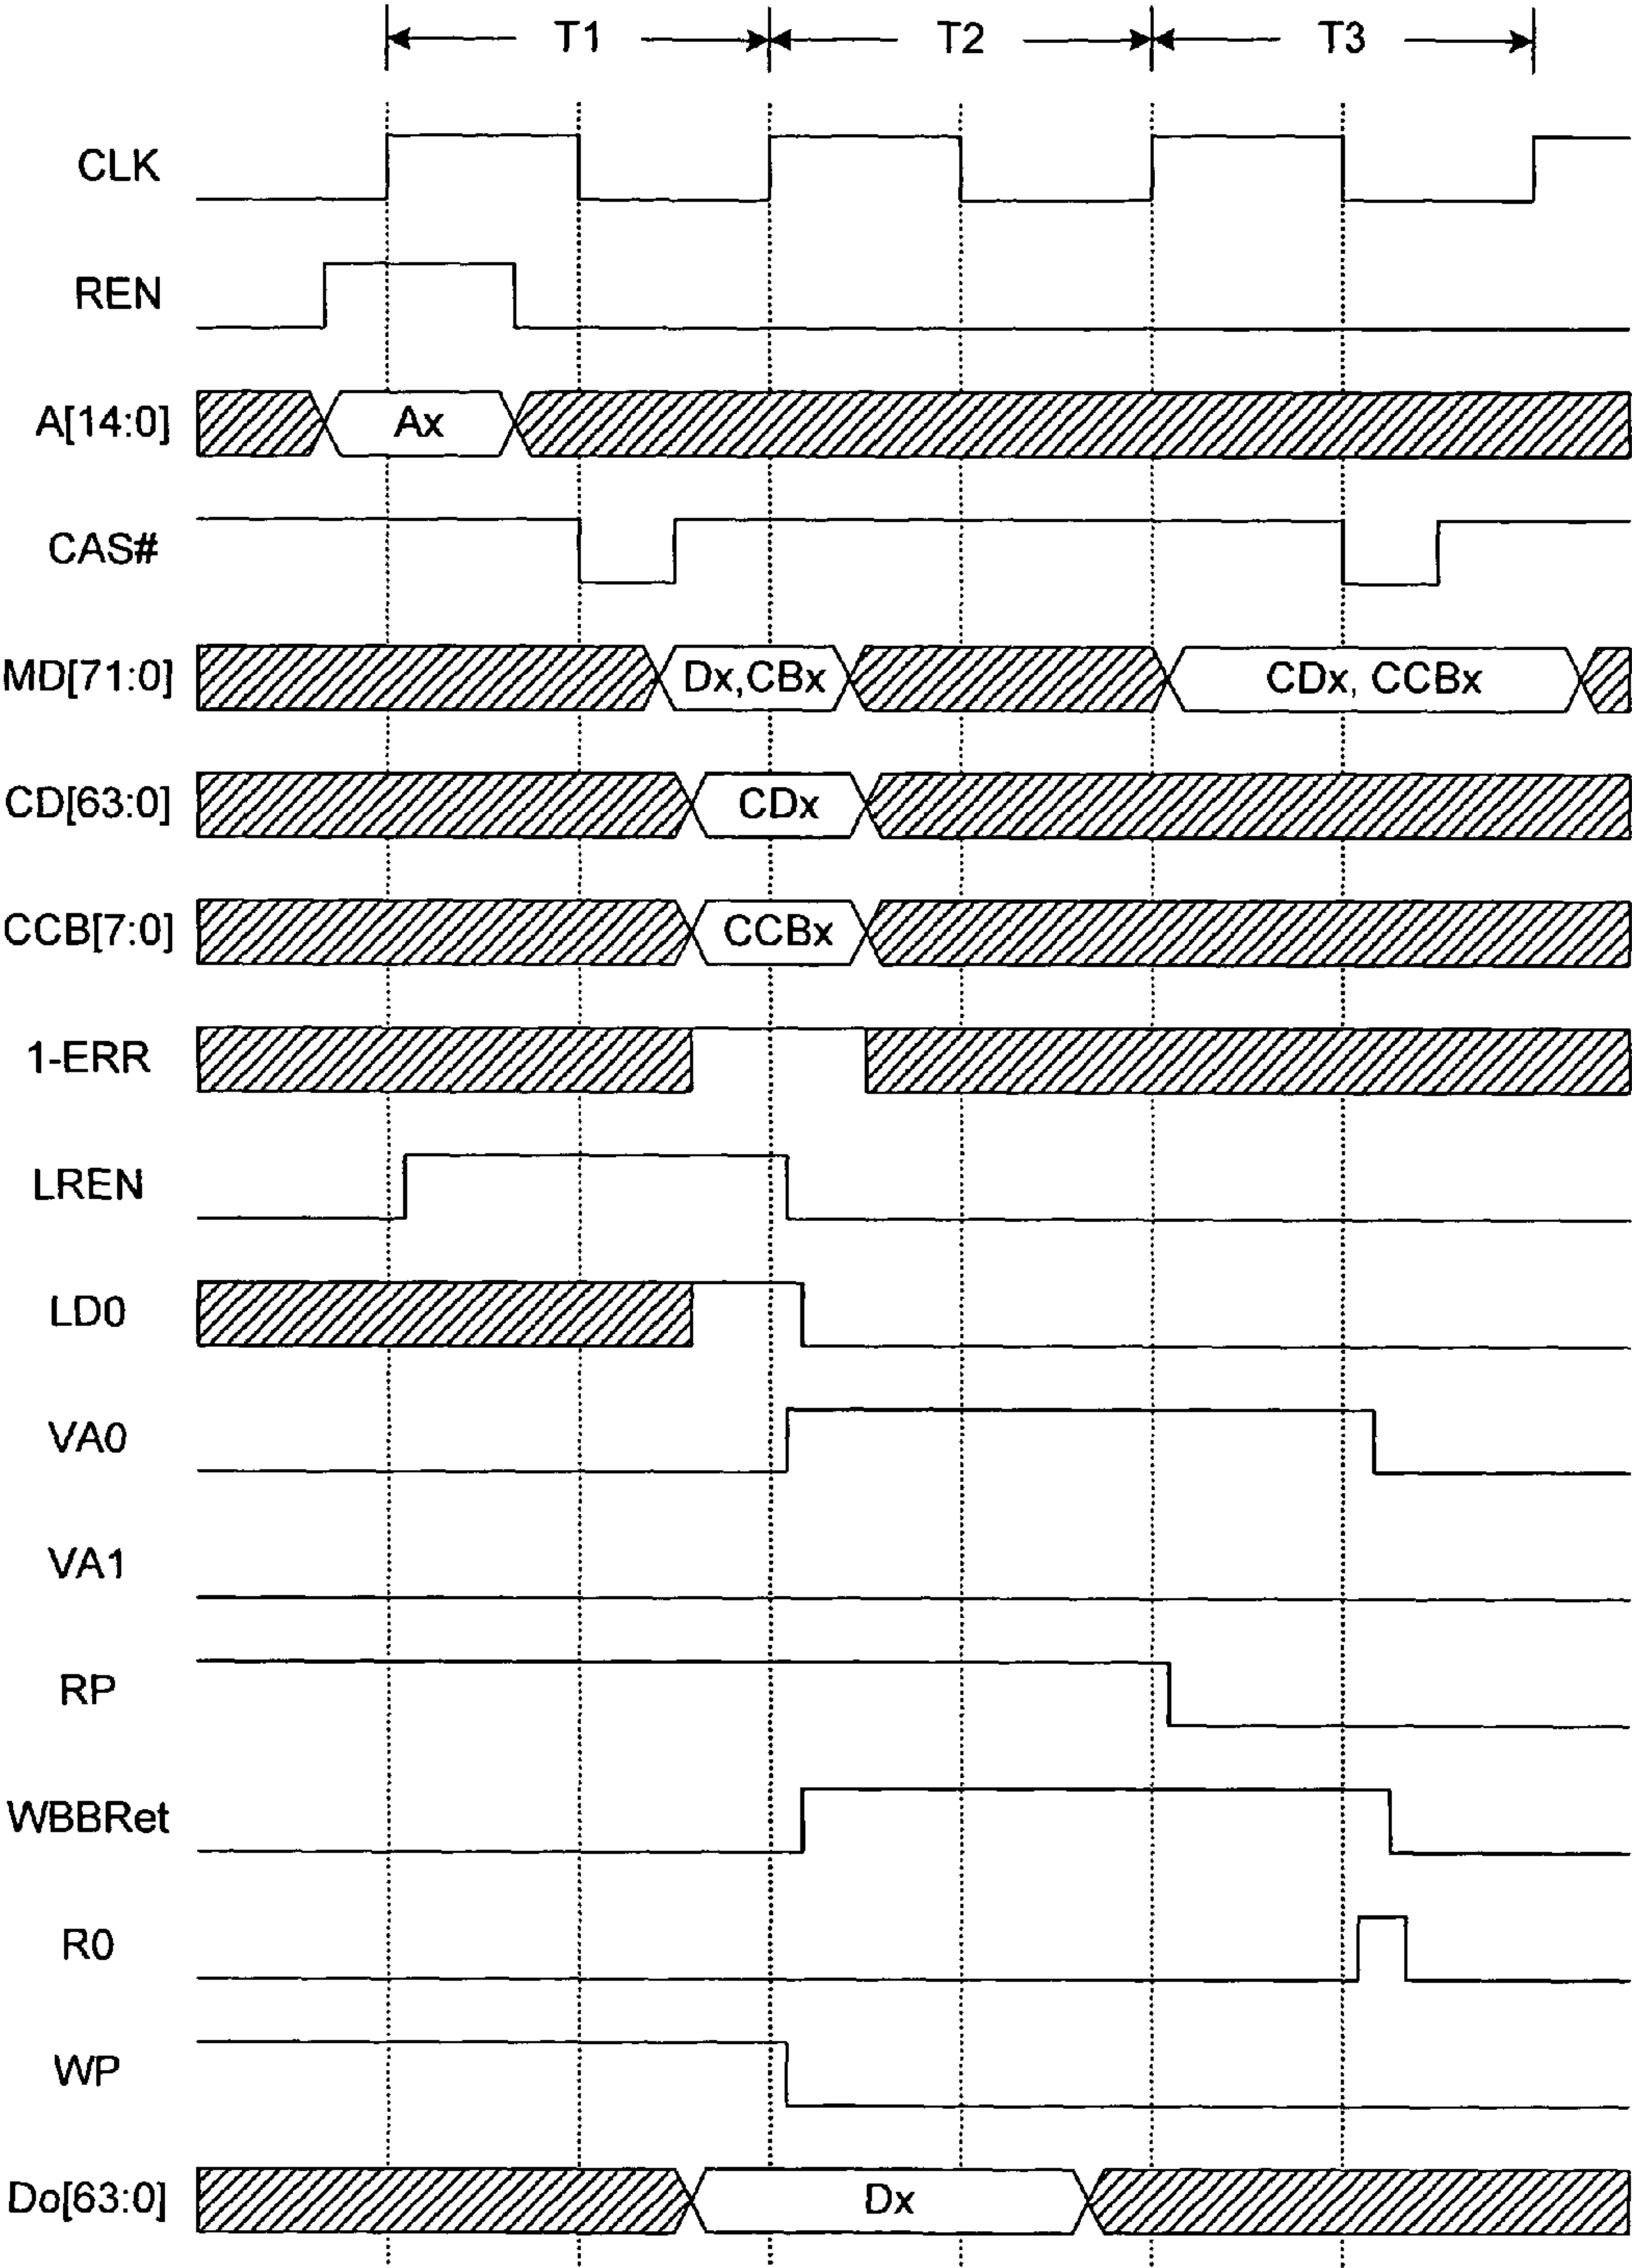 T1 T2 T3
CLK
REN
A[14:0] Ax
CAS#
MD[71:0] Dx,CBx CDx, CCBx
CD[63:0] CDx
CCB[7:0] CCBx
1-ERR
LREN
LD0
VA0
VA1
RP
WBBRet
R0
WP
Do[63:0] Dx